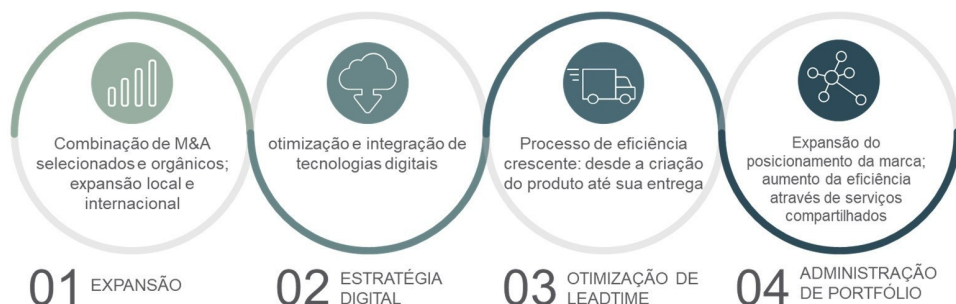 Combinação de M&A
selecionados e orgânicos;
expansão local e
internacional
01 EXPANSÃO
otimização e integração de
tecnologias digitais
02 ESTRATÉGIA
DIGITAL
Processo de eficiência
crescente: desde a criação
do produto até sua entrega
03 OTIMIZAÇÃO DE
LEADTIME
Expansão do
posicionamento da marca;
aumento da eficiência
através de serviços
compartilhados
04 ADMINISTRAÇÃO
DE PORTFÓLIO